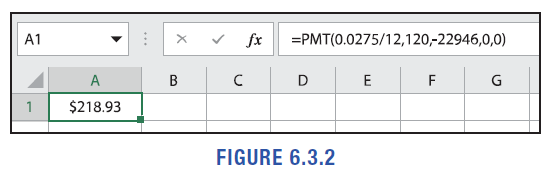 A1 fx =PMT(0.0275/12,120,-22946,0,0)
A B C D E F G
1 $218.93
FIGURE 6.3.2